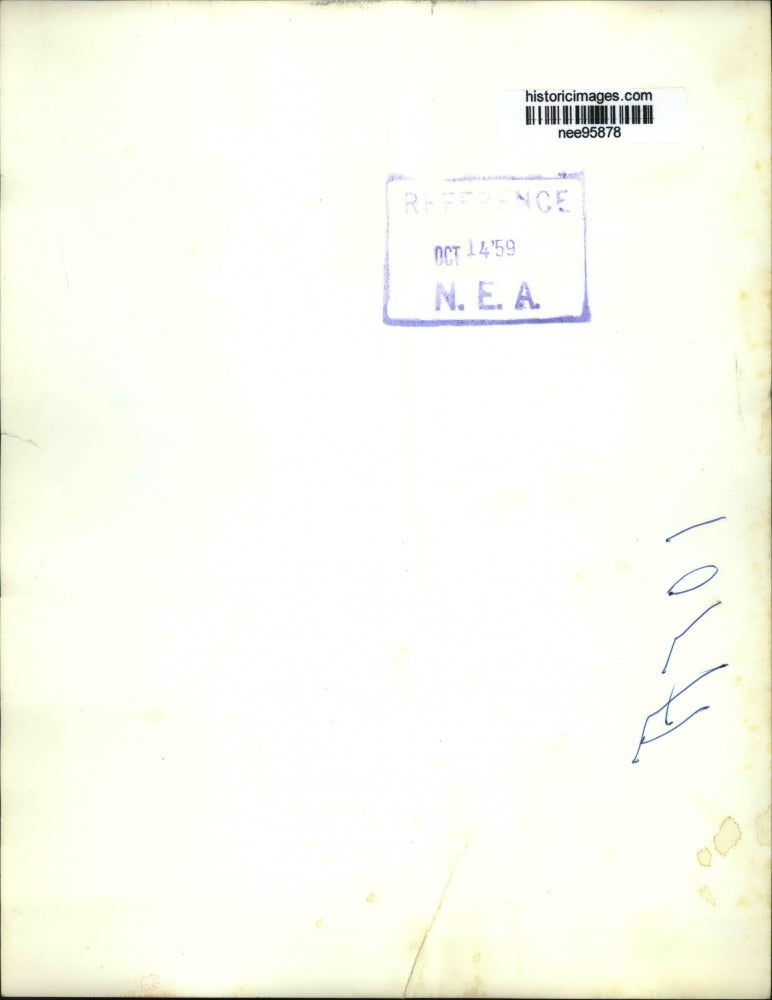 historicimages.com
nee95878
REFERENCE
OCT 14'59
N. E. A.